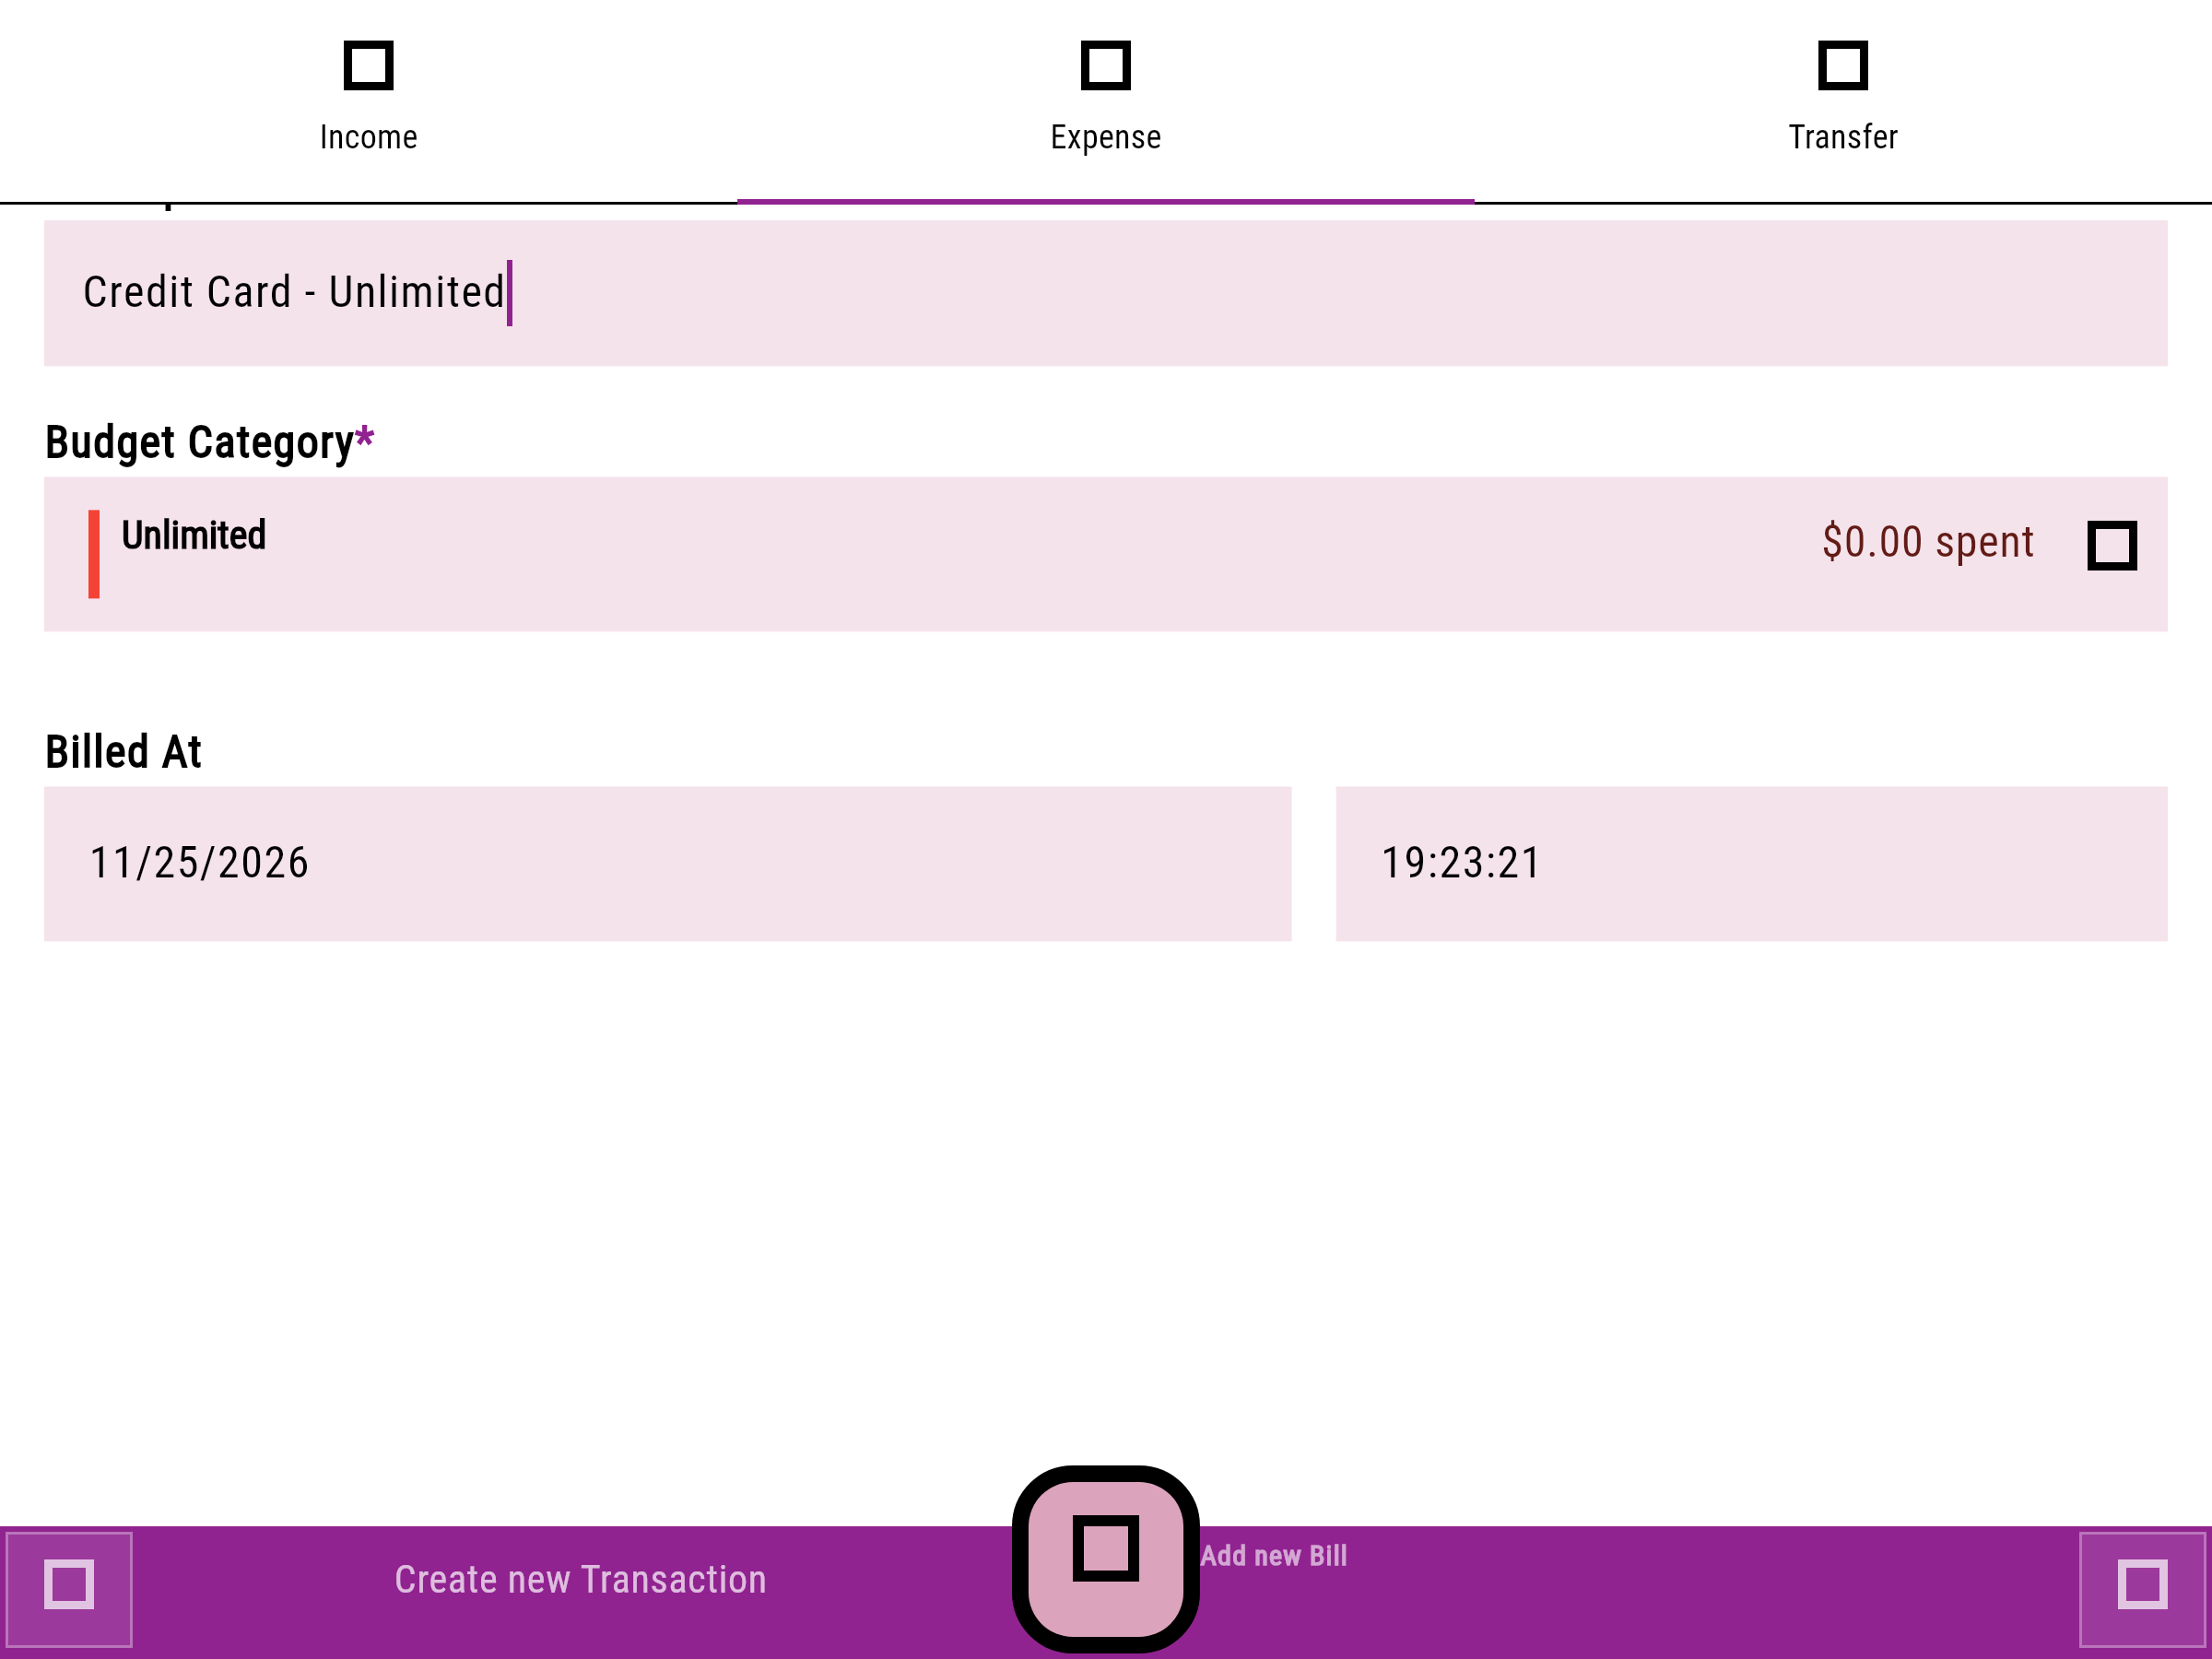 Income
Expense
Transfer
Credit Card - Unlimited
Budget Category*
Unlimited
$0.00 spent
Billed At
11/25/2026
19:23:21
Create new Transaction
Add new Bill